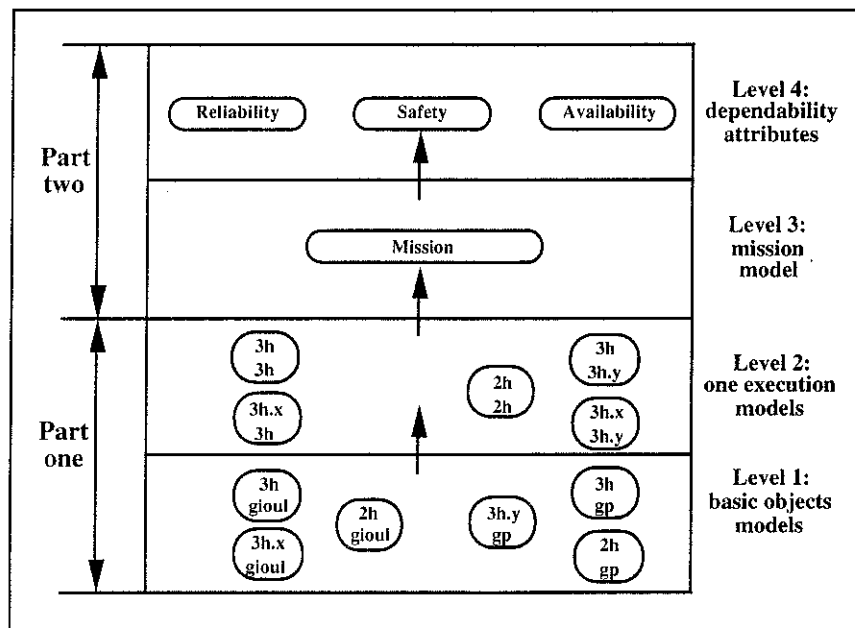 Level 4:
dependability
attributes
Reliability
Safety
Availability
Part
two
Level 3:
mission
model
Mission
3h
3h
3h.x
3h
2h
2h
3h
3h.y
3h.x
3h.y
Level 2:
one execution
models
Part
one
3h
gioul
3h.x
gioul
2h
gioul
3h.y
gp
3h
gp
2h
gp
Level 1:
basic objects
models